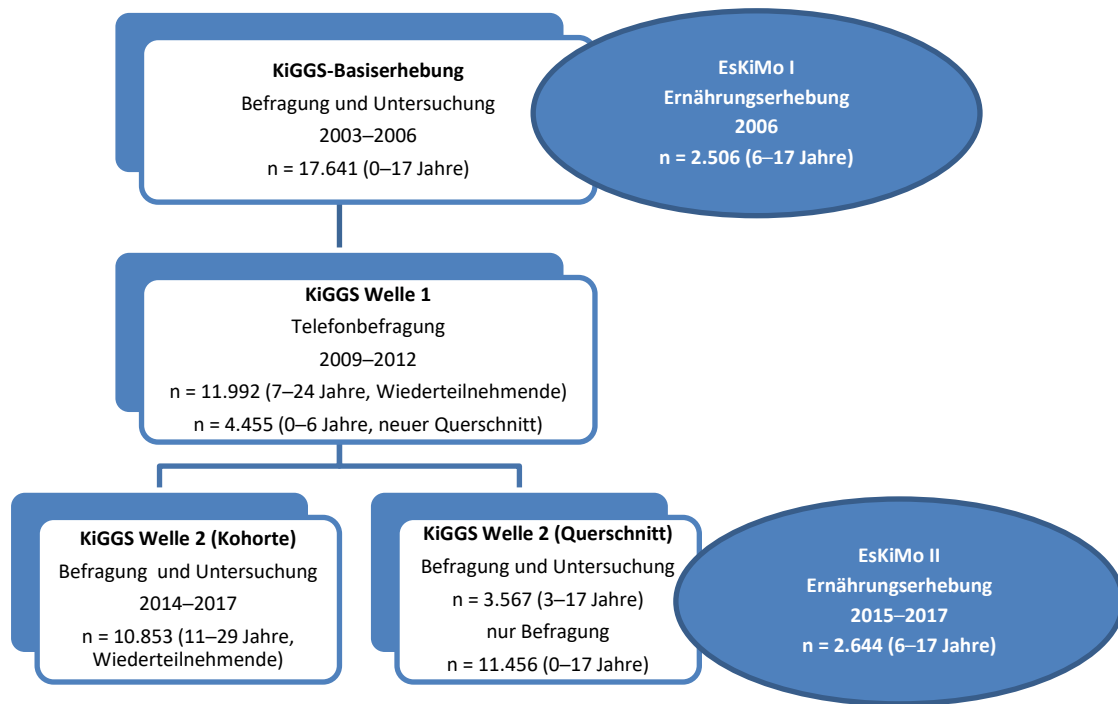 KiGGS-Basiserhebung
Befragung und Untersuchung
2003–2006
n = 17.641 (0–17 Jahre)
EsKiMo I
Ernährungserhebung
2006
n = 2.506 (6–17 Jahre)
KiGGS Welle 1
Telefonbefragung
2009–2012
n = 11.992 (7–24 Jahre, Wiederteilnehmende)
n = 4.455 (0–6 Jahre, neuer Querschnitt)
KiGGS Welle 2 (Kohorte)
Befragung und Untersuchung
2014–2017
n = 10.853 (11–29 Jahre,
Wiederteilnehmende)
KiGGS Welle 2 (Querschnitt)
Befragung und Untersuchung
n = 3.567 (3–17 Jahre)
nur Befragung
n = 11.456 (0–17 Jahre)
EsKiMo II
Ernährungserhebung
2015–2017
n = 2.644 (6–17 Jahre)